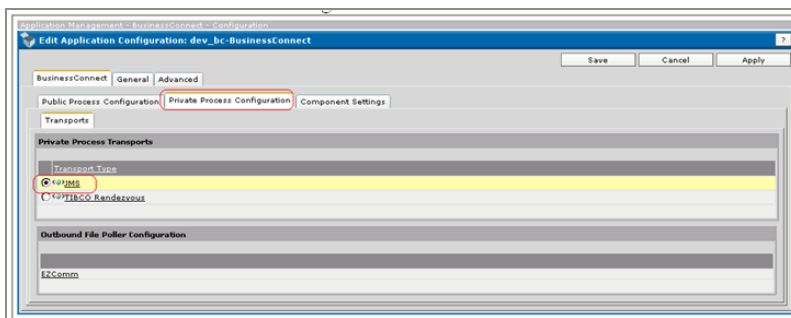 Application Management - BusinessConnect - Configuration
Edit Application Configuration: dev_bc-BusinessConnect ?
Save Cancel Apply
BusinessConnect General Advanced
Public Process Configuration Private Process Configuration Component Settings
Transports
Private Process Transports
Transport Type
JMS
TIBCO Rendezvous
Outbound File Poller Configuration
EZComm